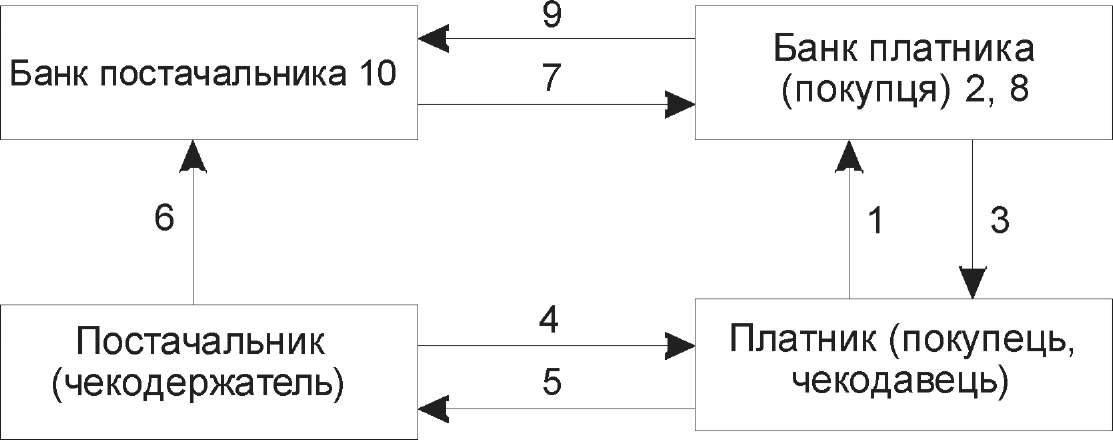 9
Банк постачальника 10
7
Банк платника
(покупця) 2, 8
6
1
3
Постачальник
(чекодержатель)
4
5
Платник (покупець,
чекодавець)